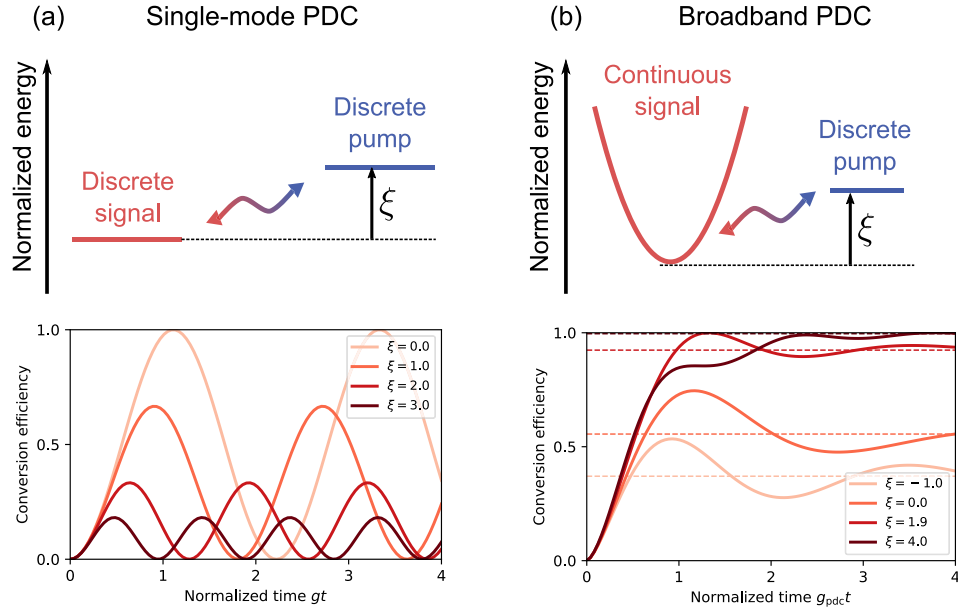 (a) Single-mode PDC
Normalized energy
Discrete
signal
Discrete
pump
ξ
Conversion efficiency
1.0
0.5
0.0
ξ = 0.0
ξ = 1.0
ξ = 2.0
ξ = 3.0
0 1 2 3 4
Normalized time gt
(b) Broadband PDC
Normalized energy
Continuous
signal
Discrete
pump
ξ
Conversion efficiency
1.0
0.5
0.0
ξ = −1.0
ξ = 0.0
ξ = 1.9
ξ = 4.0
0 1 2 3 4
Normalized time g_pdc t